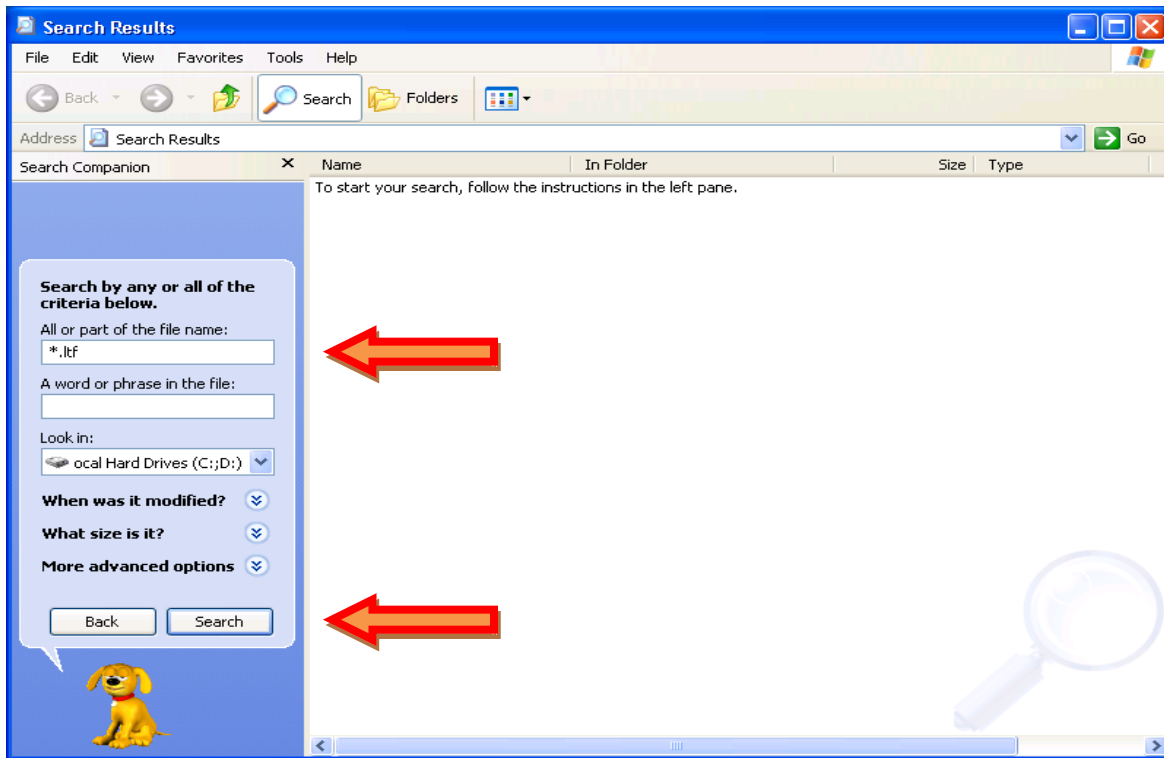 Search Results
File Edit View Favorites Tools Help
Back Search Folders
Address Search Results Go
Search Companion
Name In Folder Size Type
To start your search, follow the instructions in the left pane.
Search by any or all of the
criteria below.
All or part of the file name:
*.ltf
A word or phrase in the file:
Look in:
ocal Hard Drives (C:;D:)
When was it modified?
What size is it?
More advanced options
Back Search